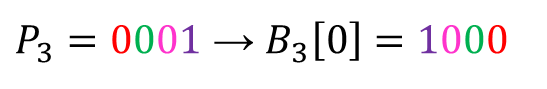 P₃ = 0001 → B₃[0] = 1000